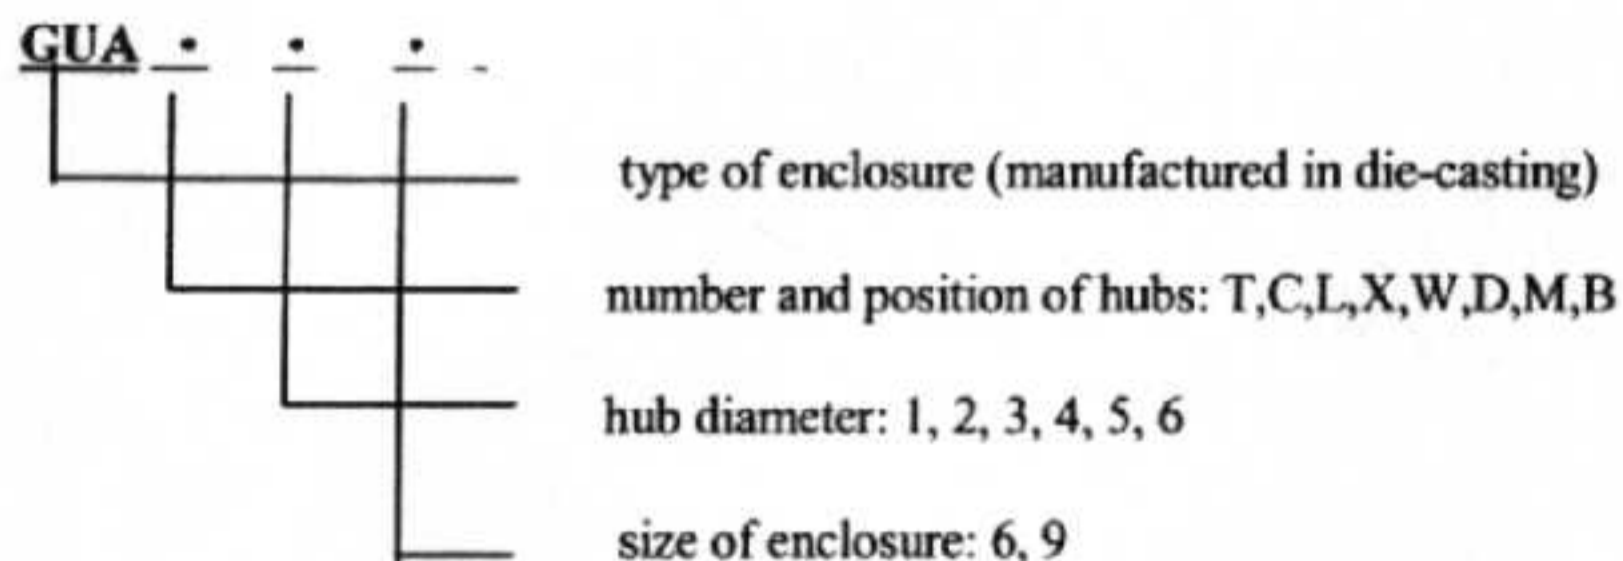 GUA . . . -
type of enclosure (manufactured in die-casting)
number and position of hubs: T,C,L,X,W,D,M,B
hub diameter: 1, 2, 3, 4, 5, 6
size of enclosure: 6, 9